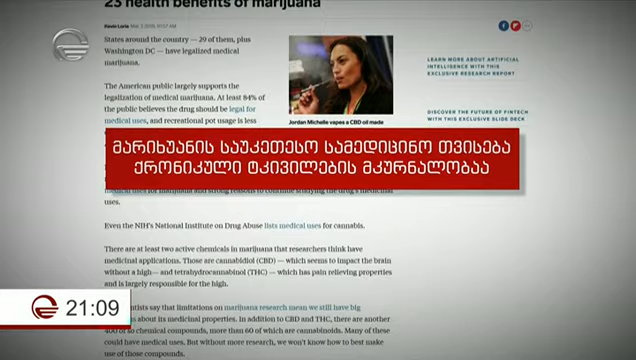 23 health benefits of marijuana
Kevin Loria
States around the country — 29 of them, plus
Washington DC — have legalized medical
marijuana.
The American public largely supports the
legalization of medical marijuana. At least 84% of
the public believes the drug should be legal for
medical uses, and recreational pot usage is less
Jordan Michelle vapes a CBD oil made
LEARN MORE ABOUT ARTIFICIAL
INTELLIGENCE WITH THIS
EXCLUSIVE RESEARCH REPORT
DISCOVER THE FUTURE OF FINTECH
WITH THIS EXCLUSIVE SLIDE DECK
მარიხუანის საუკეთესო სამედიცინო თვისება
ქრონიკული ტკივილების მკურნალობაა
medical uses for marijuana and strong reasons to continue studying the drug's medicinal
uses.
Even the NIH's National Institute on Drug Abuse lists medical uses for cannabis.
There are at least two active chemicals in marijuana that researchers think have
medicinal applications. Those are cannabidiol (CBD) — which seems to impact the brain
without a high— and tetrahydrocannabinol (THC) — which has pain relieving properties
and is largely responsible for the high.
say that limitations on marijuana research mean we still have big
about its medicinal properties. In addition to CBD and THC, there are another
400 or so chemical compounds, more than 60 of which are cannabinoids. Many of these
could have medical uses. But without more research, we won't know how to best make
use of those compounds.
21:09